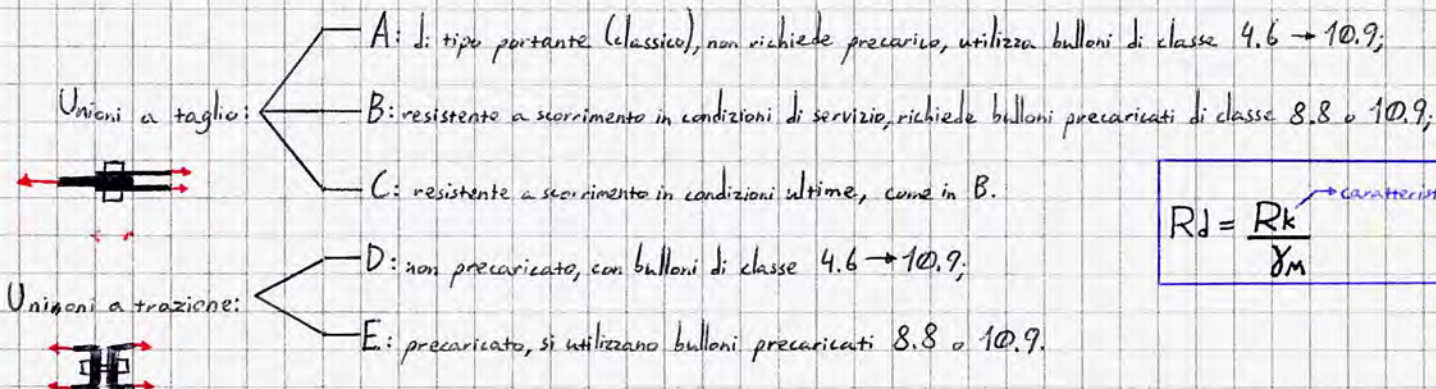 A: di tipo portante (classico), non richiede precarico, utilizza bulloni di classe 4.6 → 10.9;
Unioni a taglio:
B: resistente a scorrimento in condizioni di servizio, richiede bulloni precaricati di classe 8.8 o 10.9;
C: resistente a scorrimento in condizioni ultime, come in B.
Rd = Rk / γM
D: non precaricato, con bulloni di classe 4.6 → 10.9;
Uninoni a trazione:
E: precaricato, si utilizzano bulloni precaricati 8.8 o 10.9.